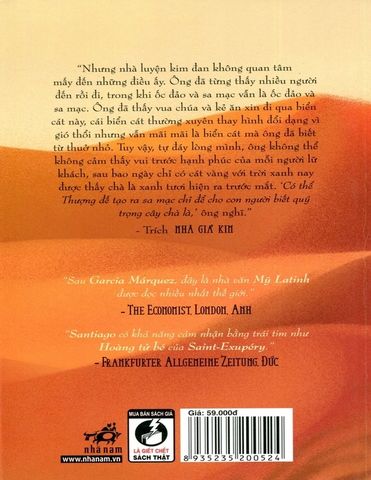 “Nhưng nhà luyện kim đan không quan tâm
mấy đến những điều ấy. Ông đã từng thấy nhiều người
đến rồi đi, trong khi ốc đảo và sa mạc vẫn là ốc đảo và
sa mạc. Ông đã thấy vua chúa và kẻ ăn xin đi qua biển
cát này, cái biển cát thường xuyên thay hình đổi dạng vì
gió thổi nhưng vẫn mãi mãi là biển cát mà ông đã biết
từ thuở nhỏ. Tuy vậy, tự đáy lòng mình, ông không thể
không cảm thấy vui trước hạnh phúc của mỗi người lữ
khách, sau bao ngày chỉ có cát vàng với trời xanh nay
được thấy chà là xanh tươi hiện ra trước mắt. ‘Có thể
Thượng đế tạo ra sa mạc chỉ để cho con người biết quý
trọng cây chà là,’ ông nghĩ.”
- Trích NHÀ GIẢ KIM
“Sau Garcia Márquez, đây là nhà văn Mỹ Latinh
được đọc nhiều nhất thế giới.”
- THE ECONOMIST, LONDON, ANH
“Santiago có khả năng cảm nhận bằng trái tim như
Hoàng tử bé của Saint-Exupéry.”
- FRANKFURTER ALLGEMEINE ZEITUNG, ĐỨC
nhã nam
www.nhanam.vn
MUA BÁN SÁCH GIẢ
LÀ GIẾT CHẾT
SÁCH THẬT
Giá: 59.000đ
8 935235 200524